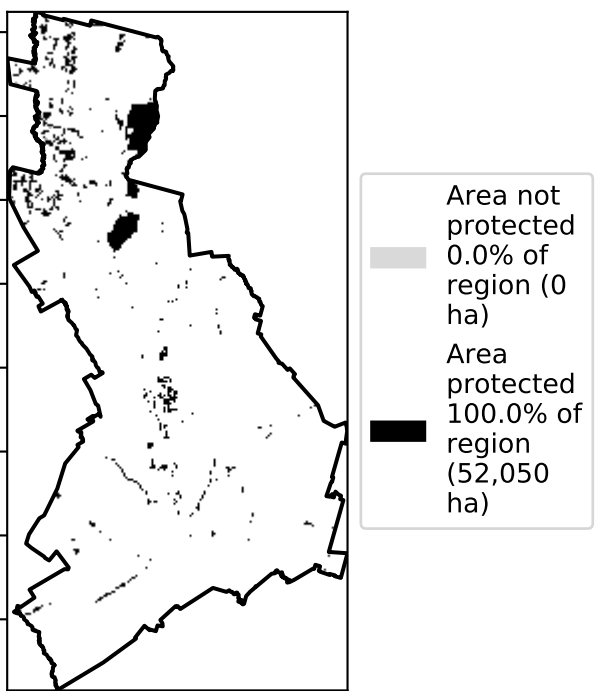 Area not
protected
0.0% of
region (0
ha)
Area
protected
100.0% of
region
(52,050
ha)